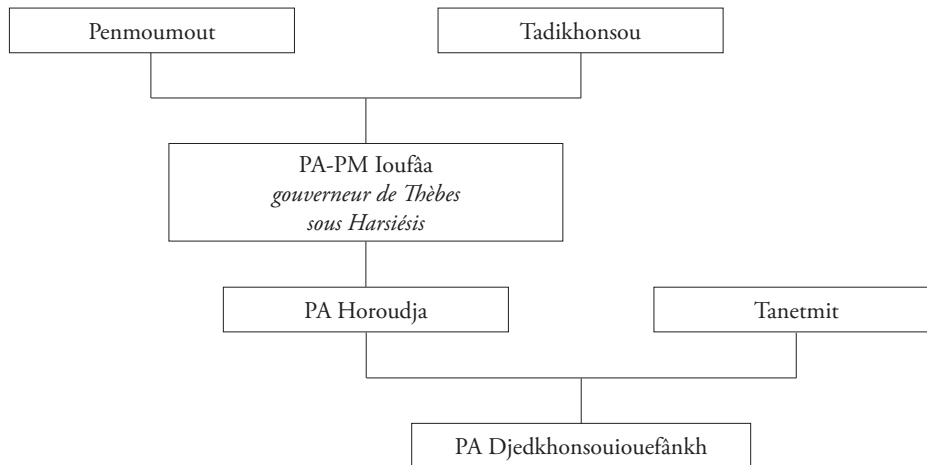 Penmoumout
Tadikhonsou
PA-PM Ioufâa
gouverneur de Thèbes
sous Harsiésis
PA Horoudja
Tanetmit
PA Djedkhonsouiouefânkh